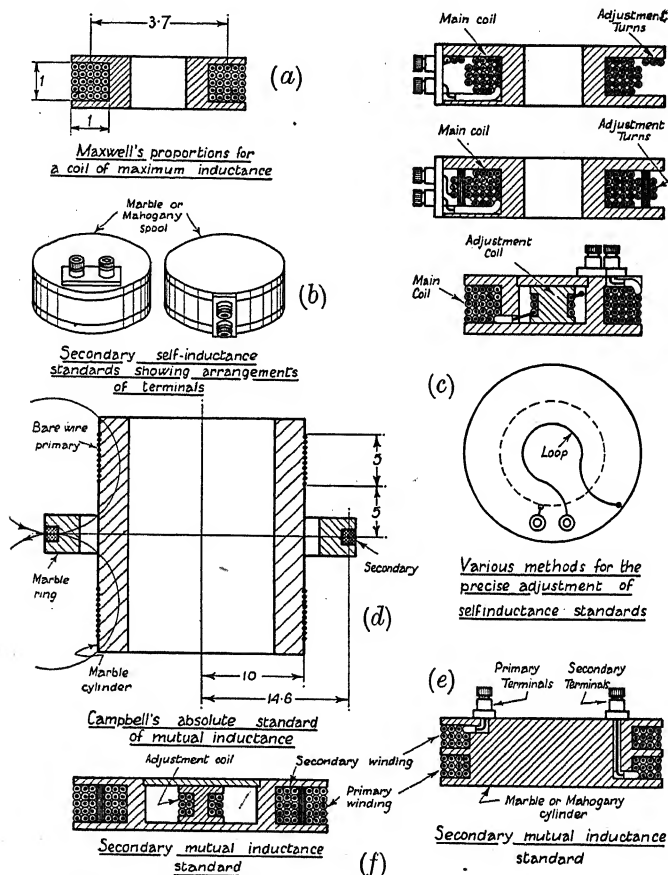 3.7
1
1
(a)
Maxwell's proportions for
a coil of maximum inductance
Marble or
Mahogany
spool
(b)
Secondary self-inductance
standards showing arrangements
of terminals
Main coil
Adjustment
Turns
Main coil
Adjustment
Turns
Adjustment
Coil
Main
Coil
(c)
Loop
Various methods for the
precise adjustment of
selfinductance standards
Bare wire
primary
5
5
Marble
ring
Secondary
(d)
Marble
cylinder
10
14.6
Campbell's absolute standard
of mutual inductance
(e)
Primary
Terminals
Secondary
Terminals
Secondary winding
Primary
winding
Marble or Mahogany
cylinder
Secondary mutual inductance
standard
Adjustment coil
Secondary mutual inductance
standard
(f)